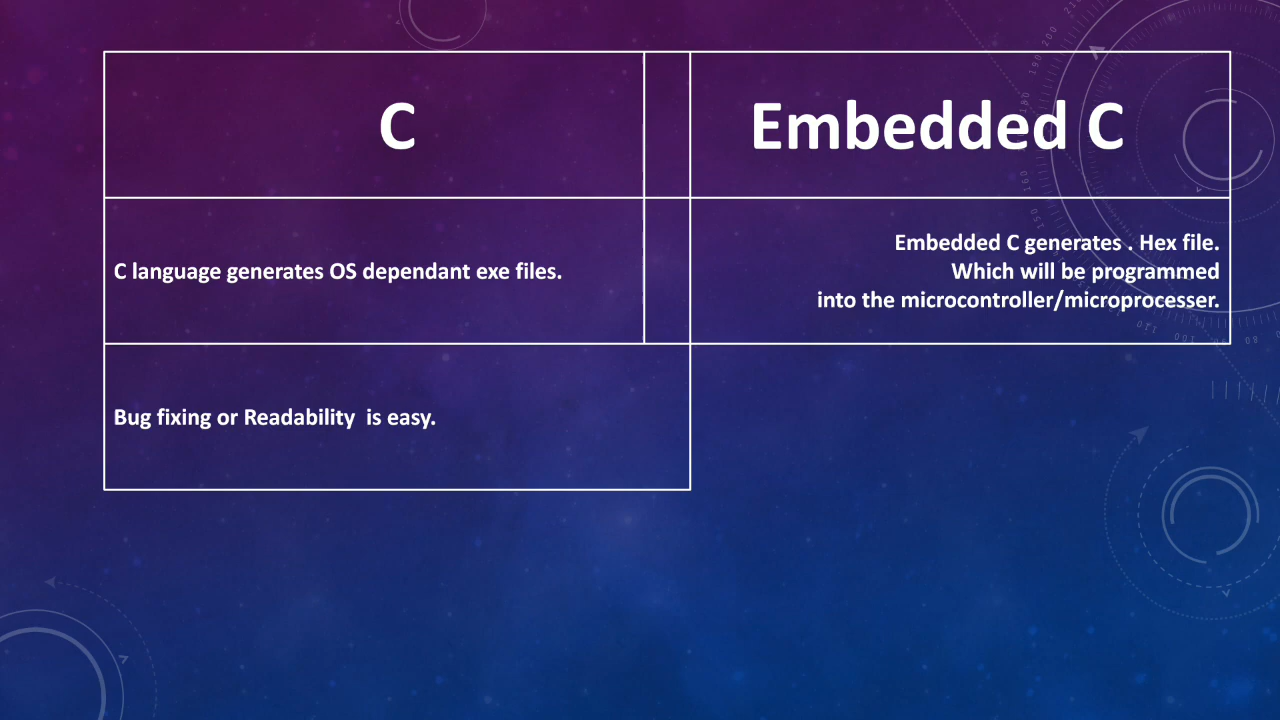 C
Embedded C
C language generates OS dependant exe files.
Embedded C generates . Hex file.
Which will be programmed
into the microcontroller/microprocesser.
Bug fixing or Readability  is easy.